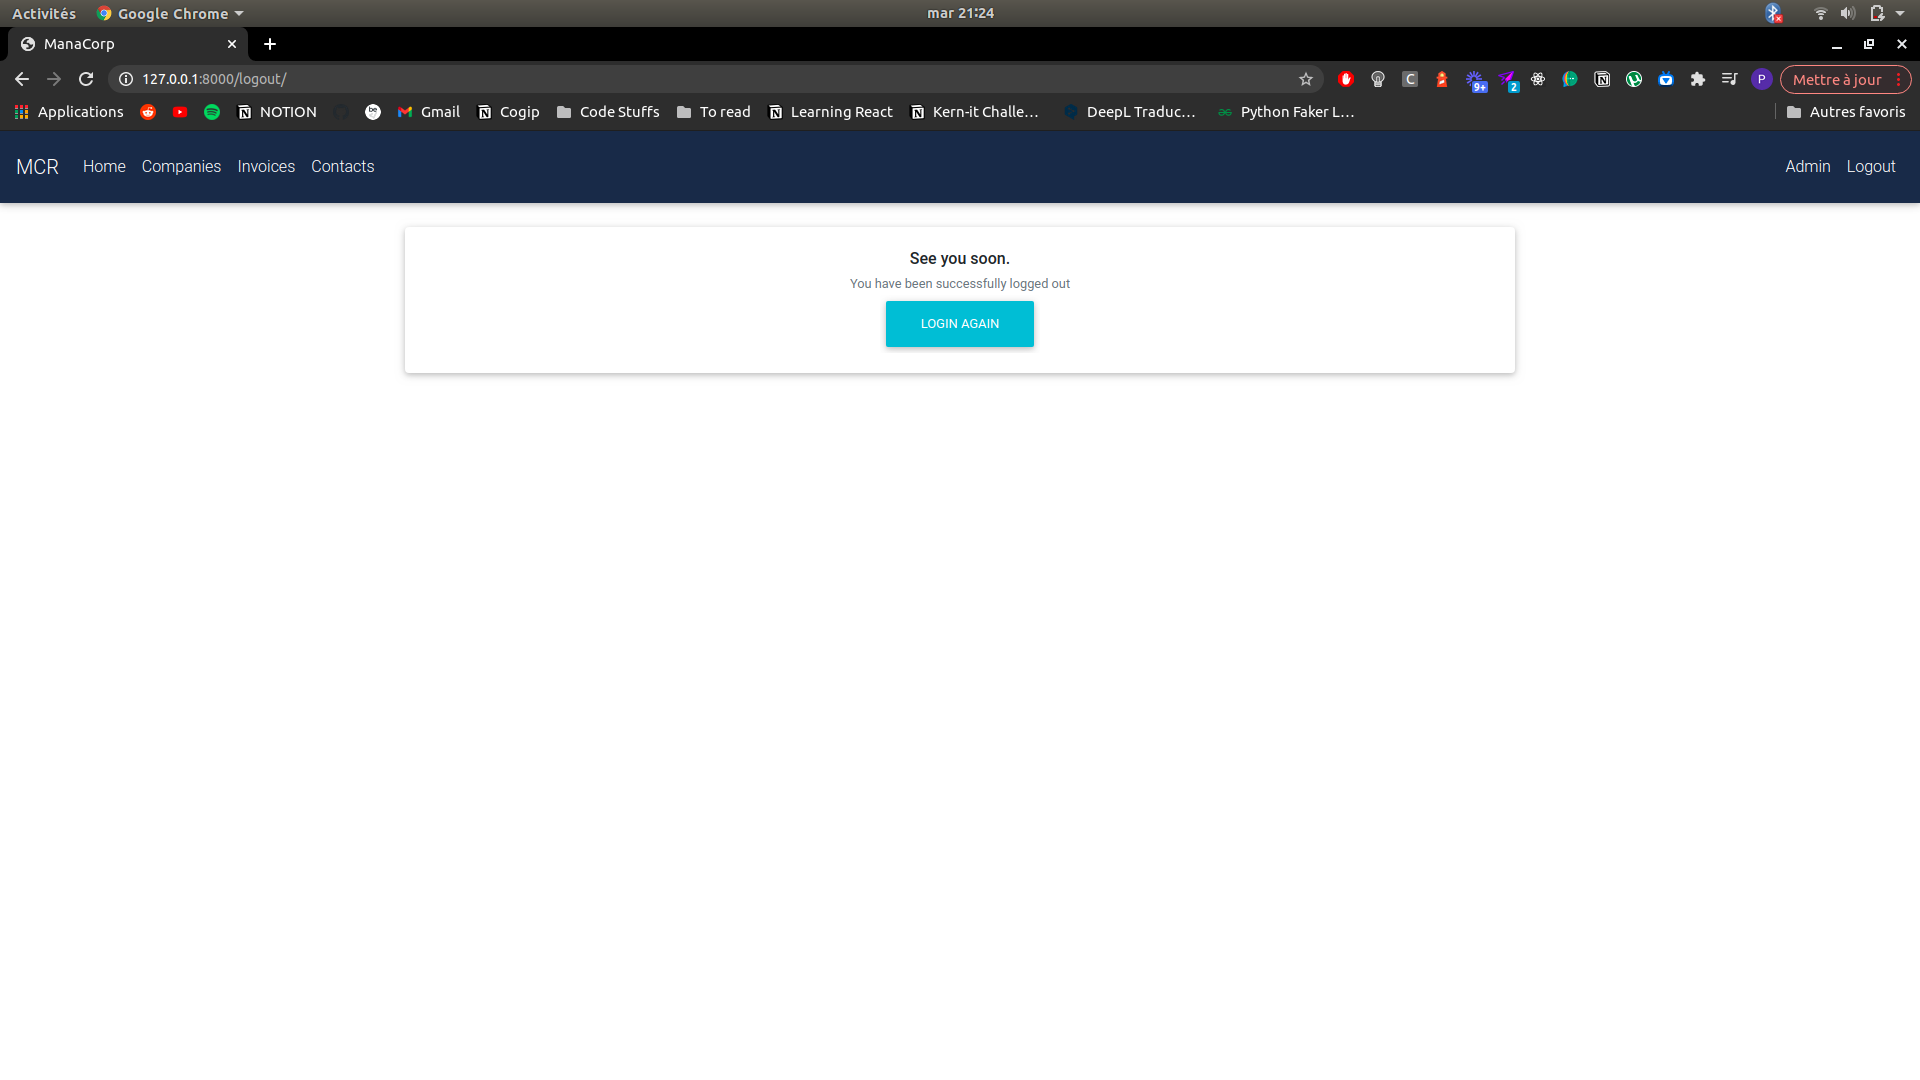 Activités Google Chrome mar 21:24
ManaCorp
127.0.0.1:8000/logout/ C 9+ 2 P Mettre à jour
Applications NOTION be Gmail Cogip Code Stuffs To read Learning React Kern-it Challe... DeepL Traduc... Python Faker L... Autres favoris
MCR Home Companies Invoices Contacts Admin Logout
See you soon.
You have been successfully logged out
LOGIN AGAIN